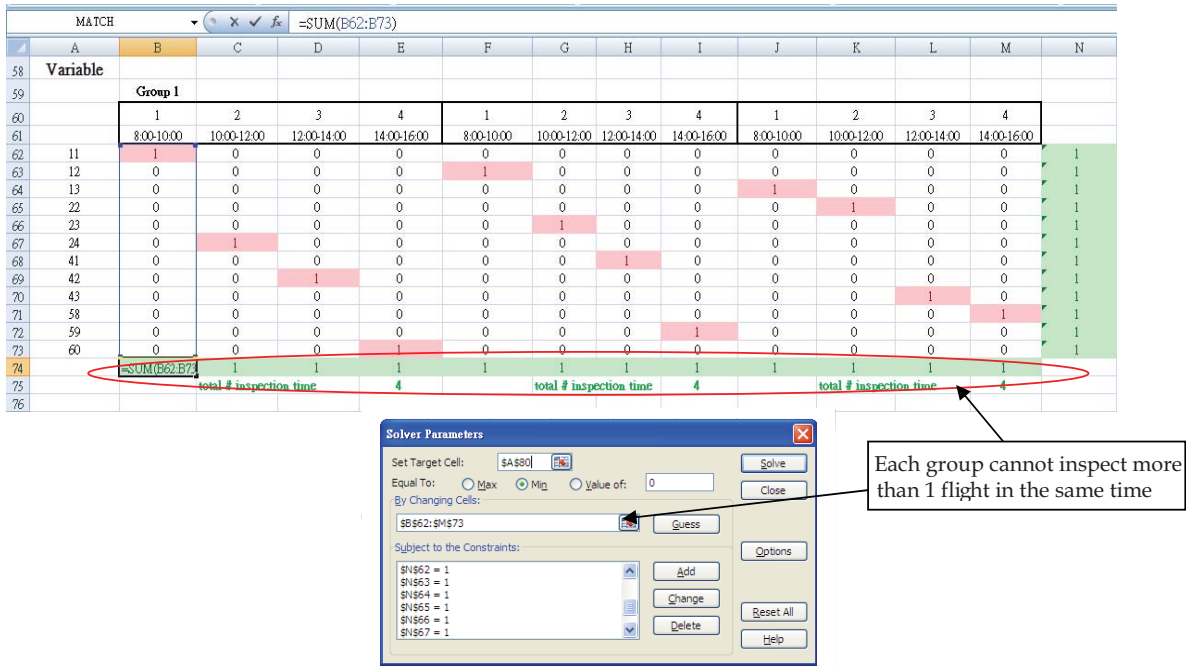 MATCH fx =SUM(B62:B73)
A B C D E F G H I J K L M N
58 Variable
59 Group 1
60 1 2 3 4 1 2 3 4 1 2 3 4
61 8:00-10:00 10:00-12:00 12:00-14:00 14:00-16:00 8:00-10:00 10:00-12:00 12:00-14:00 14:00-16:00 8:00-10:00 10:00-12:00 12:00-14:00 14:00-16:00
62 11 1 0 0 0 0 0 0 0 0 0 0 0 1
63 12 0 0 0 0 1 0 0 0 0 0 0 0 1
64 13 0 0 0 0 0 0 0 0 1 0 0 0 1
65 22 0 0 0 0 0 0 0 0 0 1 0 0 1
66 23 0 0 0 0 0 1 0 0 0 0 0 0 1
67 24 0 1 0 0 0 0 0 0 0 0 0 0 1
68 41 0 0 0 0 0 0 1 0 0 0 0 0 1
69 42 0 0 1 0 0 0 0 0 0 0 0 0 1
70 43 0 0 0 0 0 0 0 0 0 0 1 0 1
71 58 0 0 0 0 0 0 0 0 0 0 0 1 1
72 59 0 0 0 0 0 0 0 1 0 0 0 0 1
73 60 0 0 0 1 0 0 0 0 0 0 0 0 1
74 =SUM(B62:B73 1 1 1 1 1 1 1 1 1 1 1
75 total # inspection time 4 total # inspection time 4 total # inspection time 4
76
Solver Parameters
Set Target Cell: $A$80 Solve
Equal To: Max Min Value of: 0 Close
By Changing Cells:
$B$62:$M$73 Guess
Subject to the Constraints: Options
$N$62 = 1 Add
$N$63 = 1
$N$64 = 1 Change
$N$65 = 1 Reset All
$N$66 = 1 Delete
$N$67 = 1 Help
Each group cannot inspect more
than 1 flight in the same time